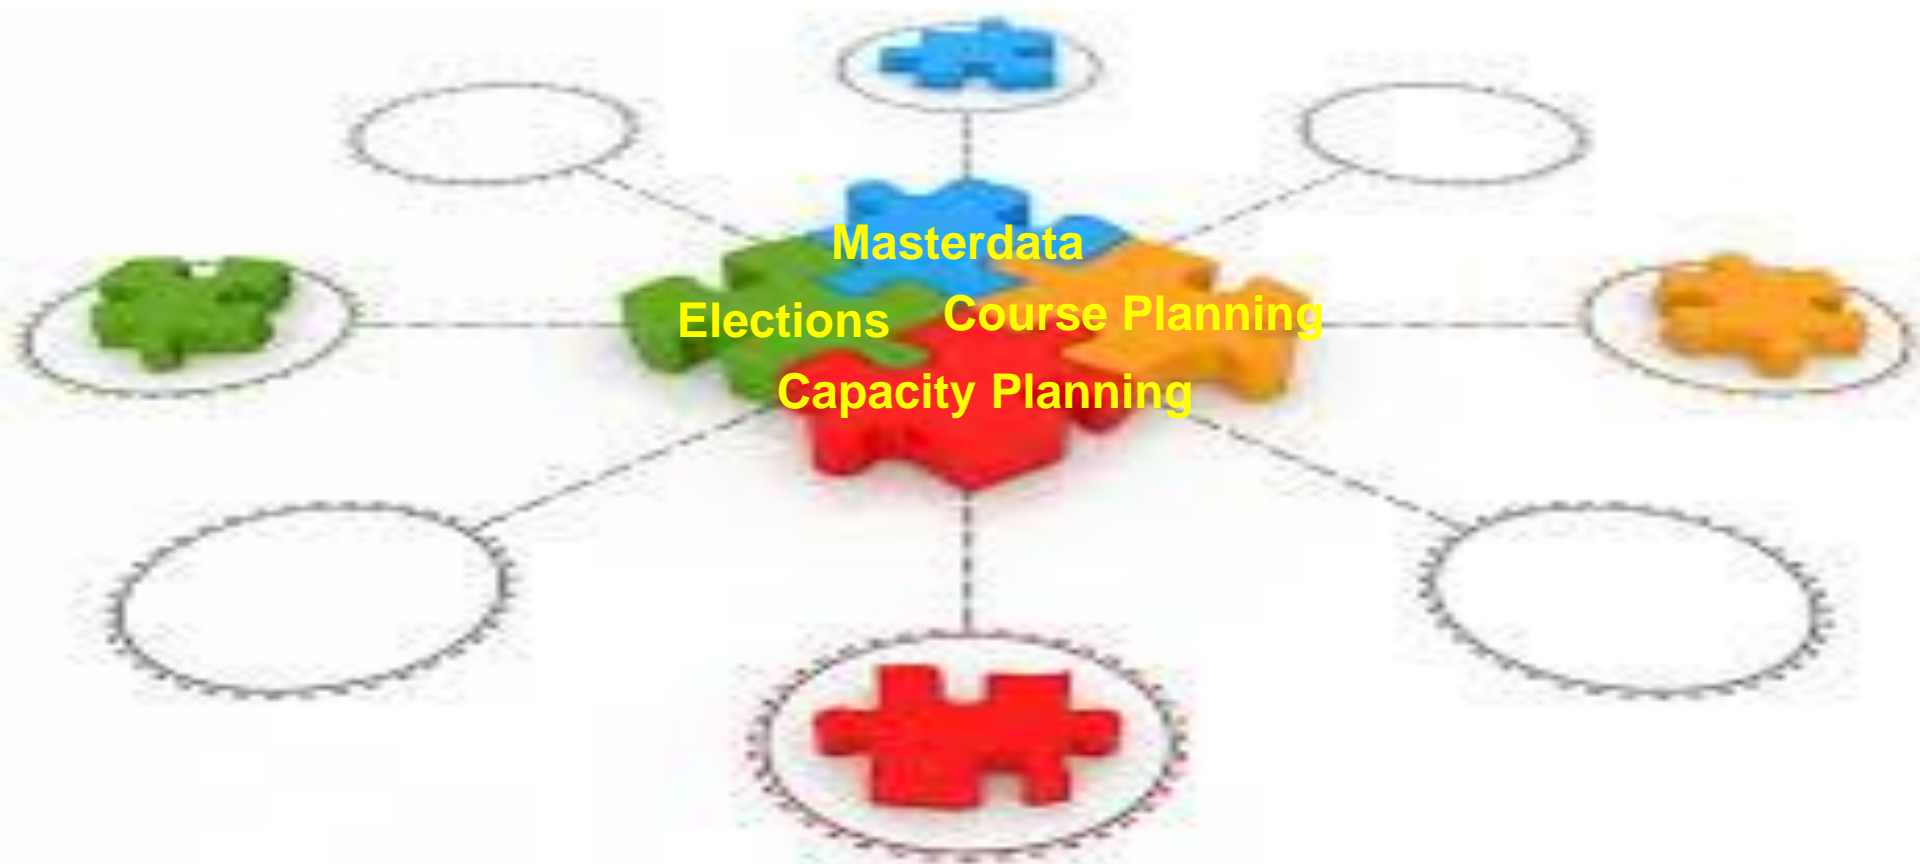 Masterdata
Elections
Course Planning
Capacity Planning